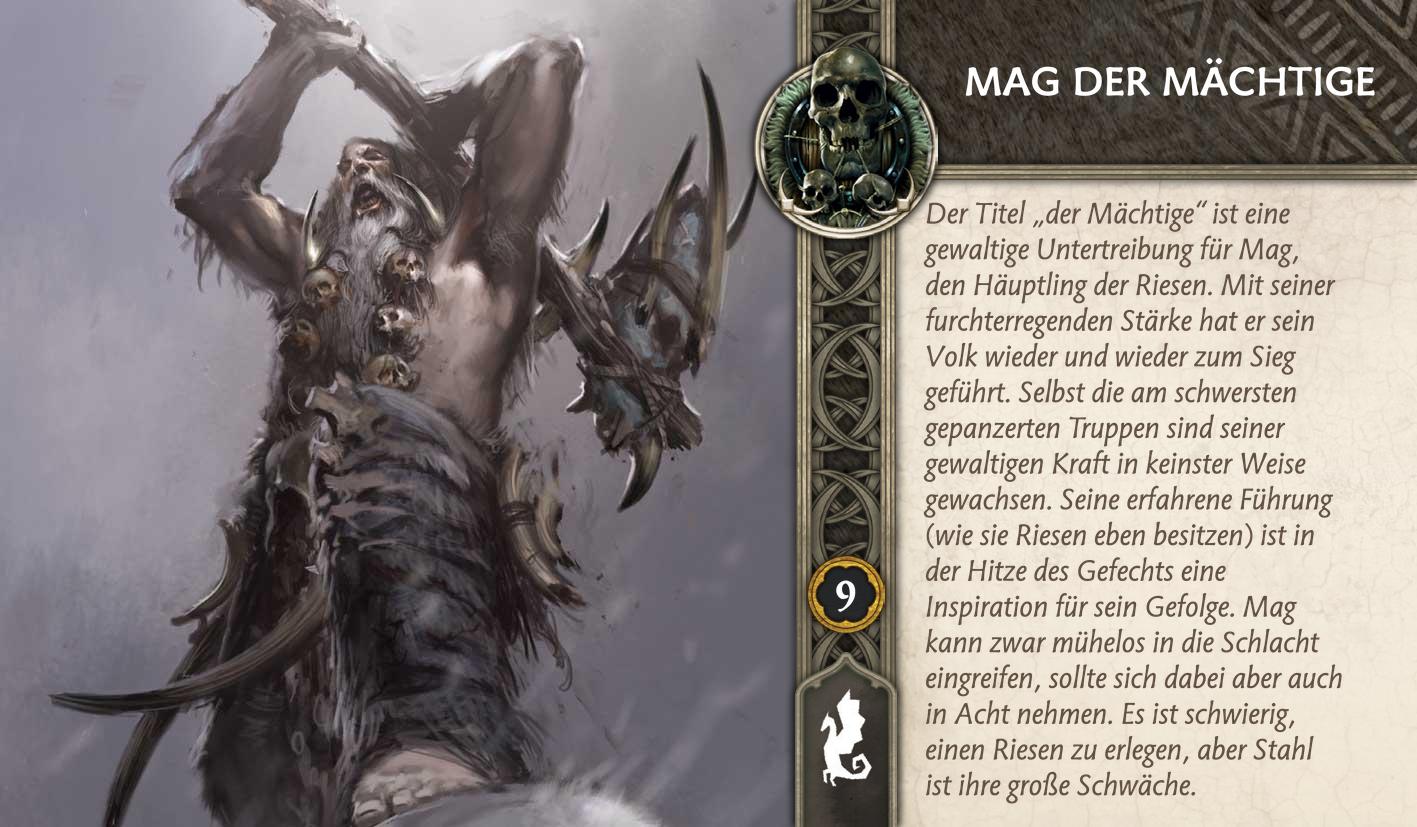 MAG DER MÄCHTIGE
Der Titel „der Mächtige“ ist eine
gewaltige Untertreibung für Mag,
den Häuptling der Riesen. Mit seiner
furchterregenden Stärke hat er sein
Volk wieder und wieder zum Sieg
geführt. Selbst die am schwersten
gepanzerten Truppen sind seiner
gewaltigen Kraft in keinster Weise
gewachsen. Seine erfahrene Führung
(wie sie Riesen eben besitzen) ist in
der Hitze des Gefechts eine
Inspiration für sein Gefolge. Mag
kann zwar mühelos in die Schlacht
eingreifen, sollte sich dabei aber auch
in Acht nehmen. Es ist schwierig,
einen Riesen zu erlegen, aber Stahl
ist ihre große Schwäche.
9